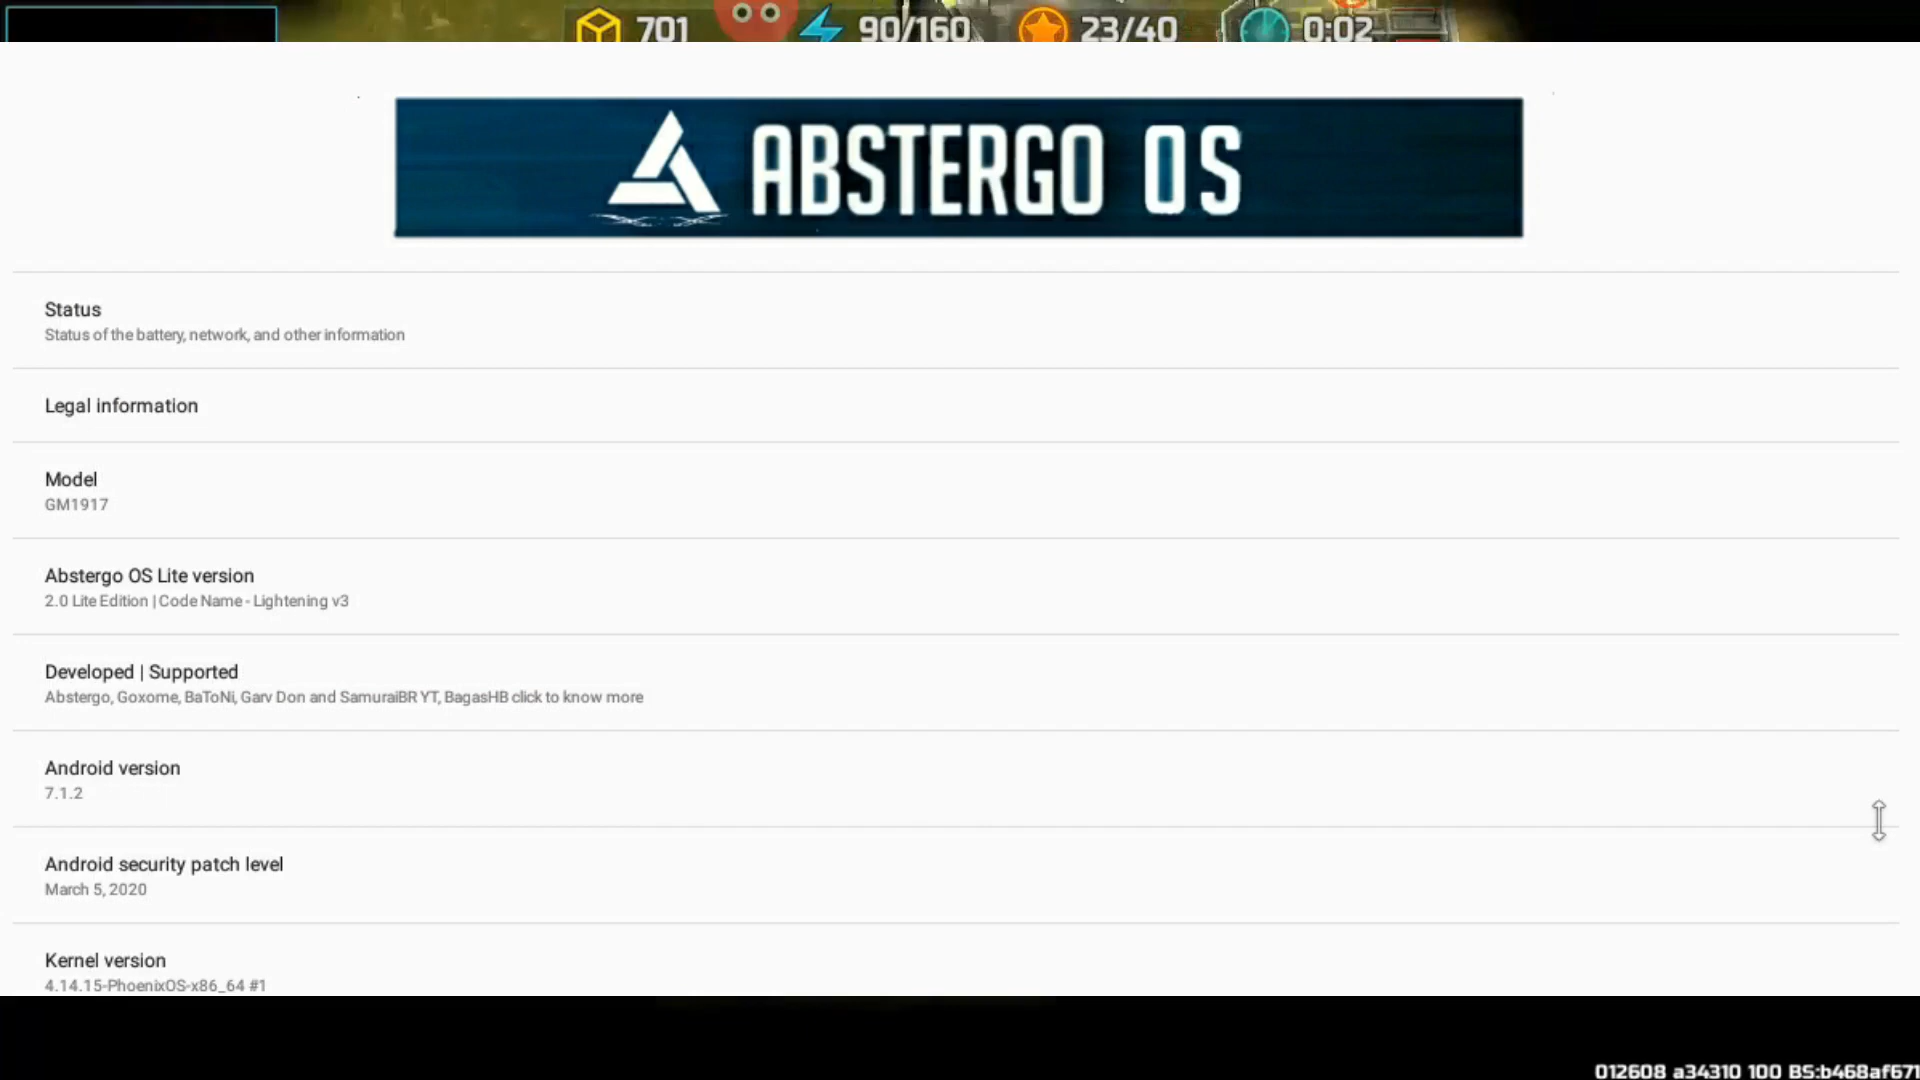 701 90/160 23/40 0:02
ABSTERGO OS
Status
Status of the battery, network, and other information
Legal information
Model
GM1917
Abstergo OS Lite version
2.0 Lite Edition | Code Name - Lightening v3
Developed | Supported
Abstergo, Goxome, BaToNi, Garv Don and SamuraiBR YT, BagasHB click to know more
Android version
7.1.2
Android security patch level
March 5, 2020
Kernel version
4.14.15-PhoenixOS-x86_64 #1
012608 a34310 100 BS:b468af671